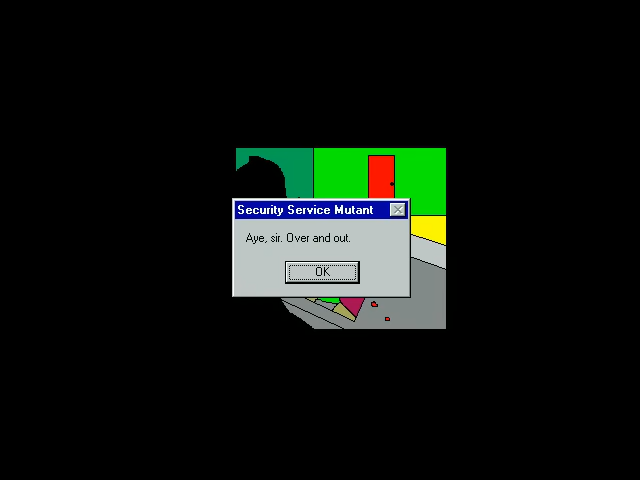 Security Service Mutant
Aye, sir. Over and out.
OK